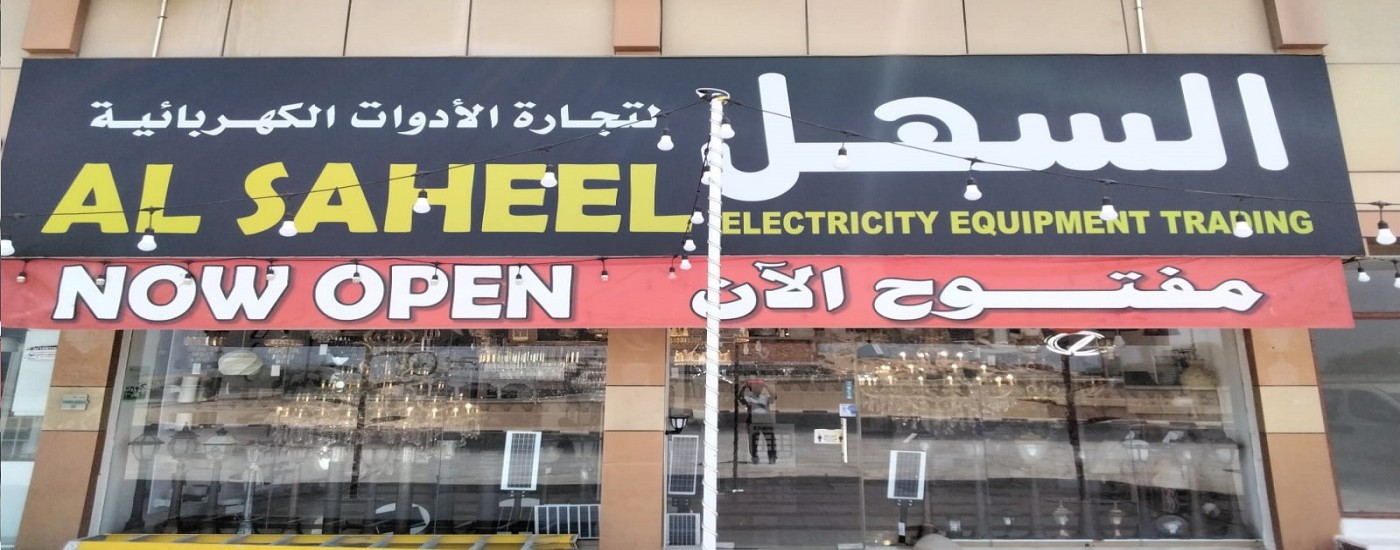 السهل
لتجارة الأدوات الكهربائية
AL SAHEEL
ELECTRICITY EQUIPMENT TRADING
NOW OPEN
مفتوح الآن